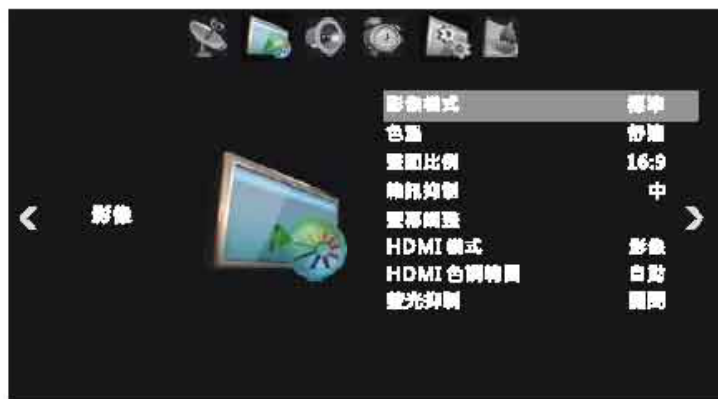 影像
影像模式 標準
色溫 舒適
畫面比例 16:9
雜訊抑制 中
螢幕調整
HDMI 模式 影像
HDMI 色調範圍 自動
藍光抑制 關閉